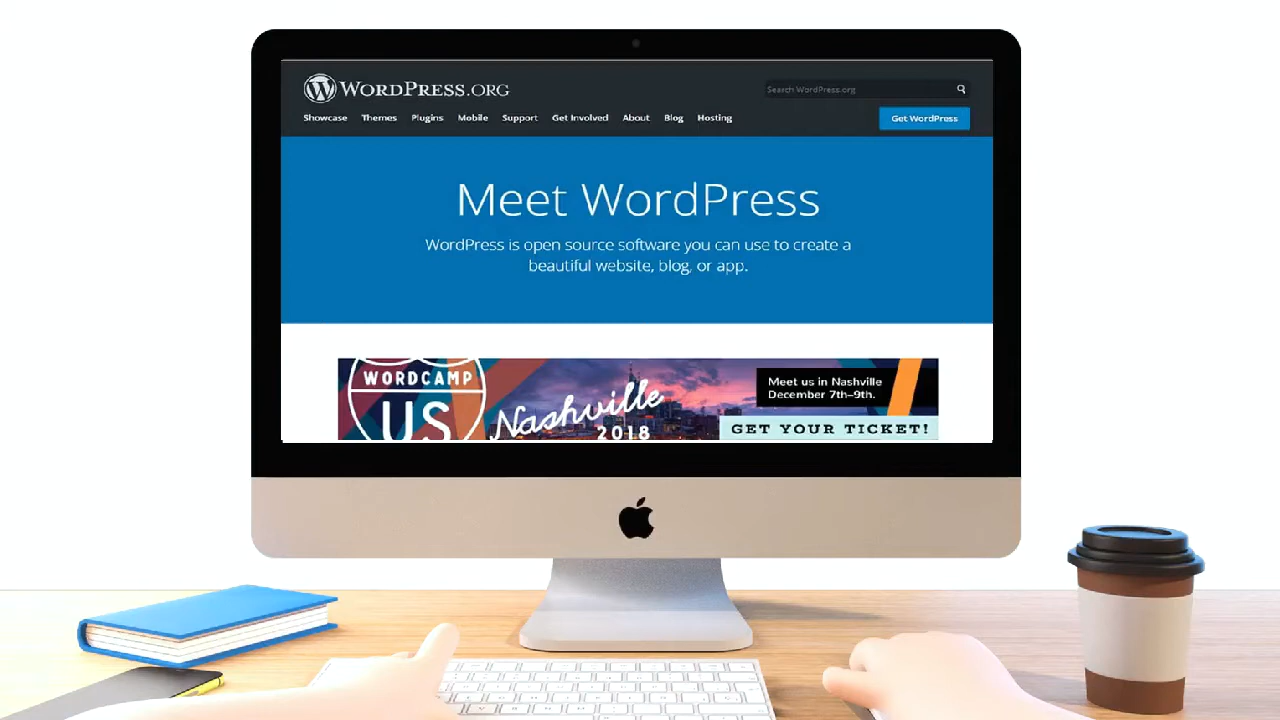 WORDPRESS.ORG
Search WordPress.org
Showcase Themes Plugins Mobile Support Get Involved About Blog Hosting
Get WordPress
Meet WordPress
WordPress is open source software you can use to create a
beautiful website, blog, or app.
WORDCAMP
US
Nashville
2018
Meet us in Nashville
December 7th–9th.
GET YOUR TICKET!